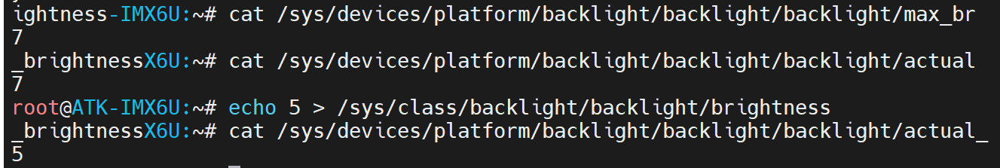 ightness-IMX6U:~# cat /sys/devices/platform/backlight/backlight/backlight/max_br
7
_brightnessX6U:~# cat /sys/devices/platform/backlight/backlight/backlight/actual
7
root@ATK-IMX6U:~# echo 5 > /sys/class/backlight/backlight/brightness
_brightnessX6U:~# cat /sys/devices/platform/backlight/backlight/backlight/actual_
5